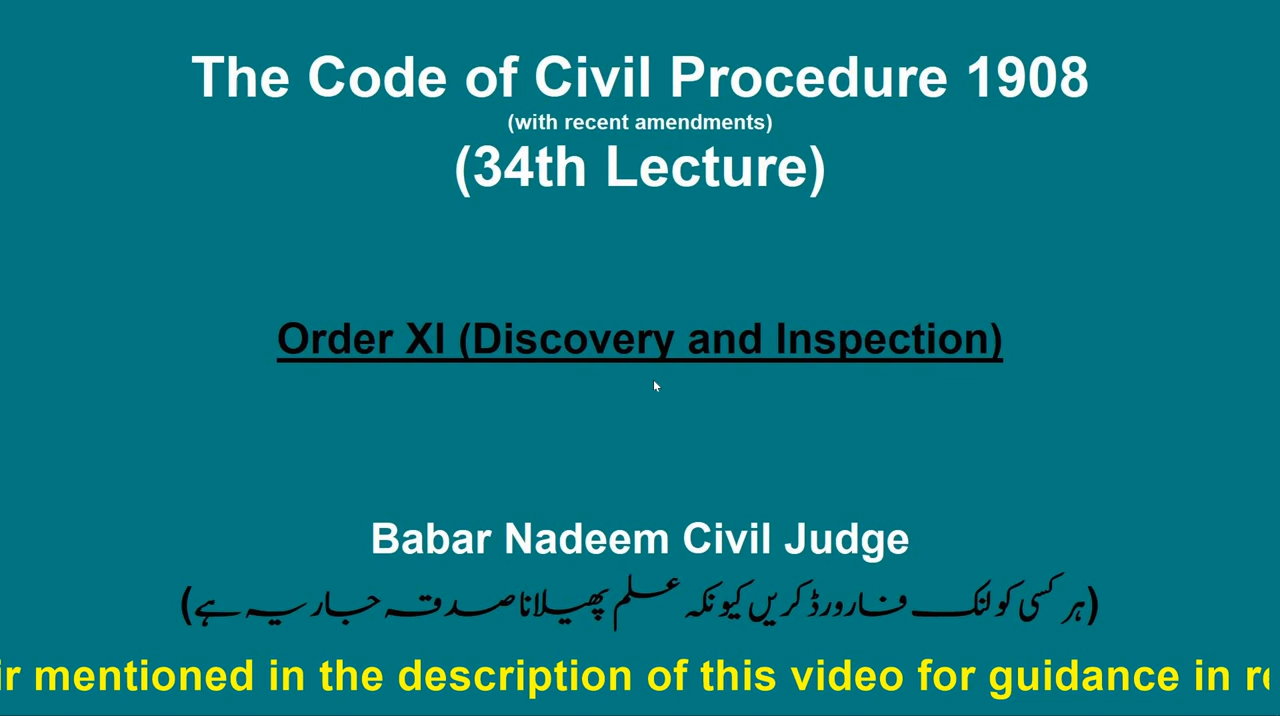 The Code of Civil Procedure 1908
(with recent amendments)
(34th Lecture)
Order XI (Discovery and Inspection)
Babar Nadeem Civil Judge
(ہر کسی کو لنک فارورڈ کریں کیونکہ علم پھیلانا صدقہ جاریہ ہے)
mentioned in the description of this video for guidance in